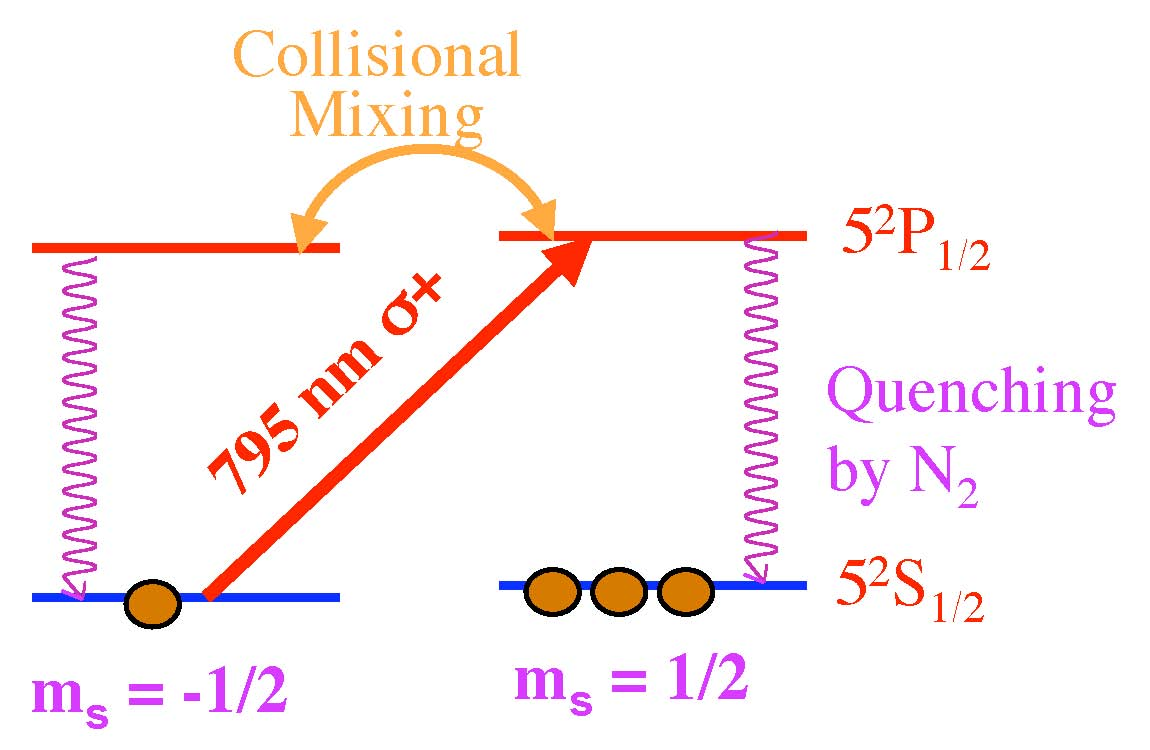 Collisional
Mixing
5²P₁/₂
795 nm σ+
Quenching
by N₂
5²S₁/₂
mₛ = -1/2
mₛ = 1/2